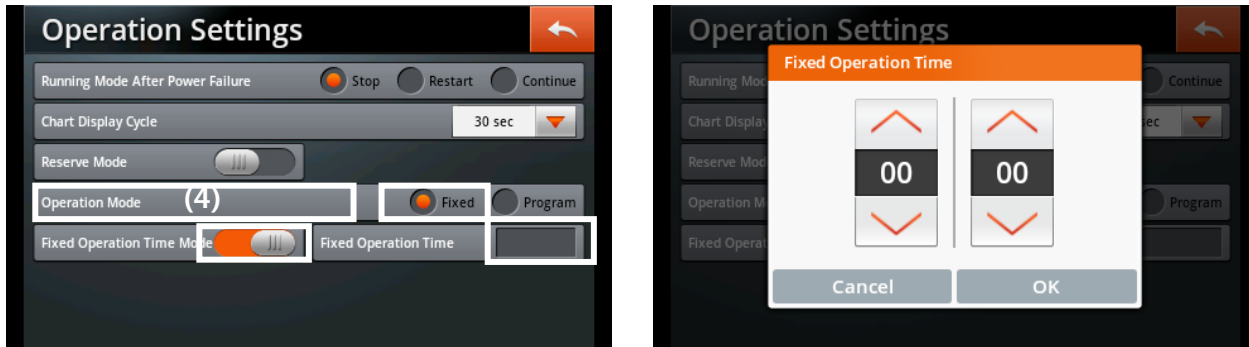 Operation Settings
Running Mode After Power Failure Stop Restart Continue
Chart Display Cycle 30 sec
Reserve Mode
Operation Mode (4) Fixed Program
Fixed Operation Time Mode Fixed Operation Time
Operation Settings
Fixed Operation Time
Running Mod Continue
Chart Display sec
Reserve Mod
00 00
Operation M Program
Fixed Operat
Cancel OK